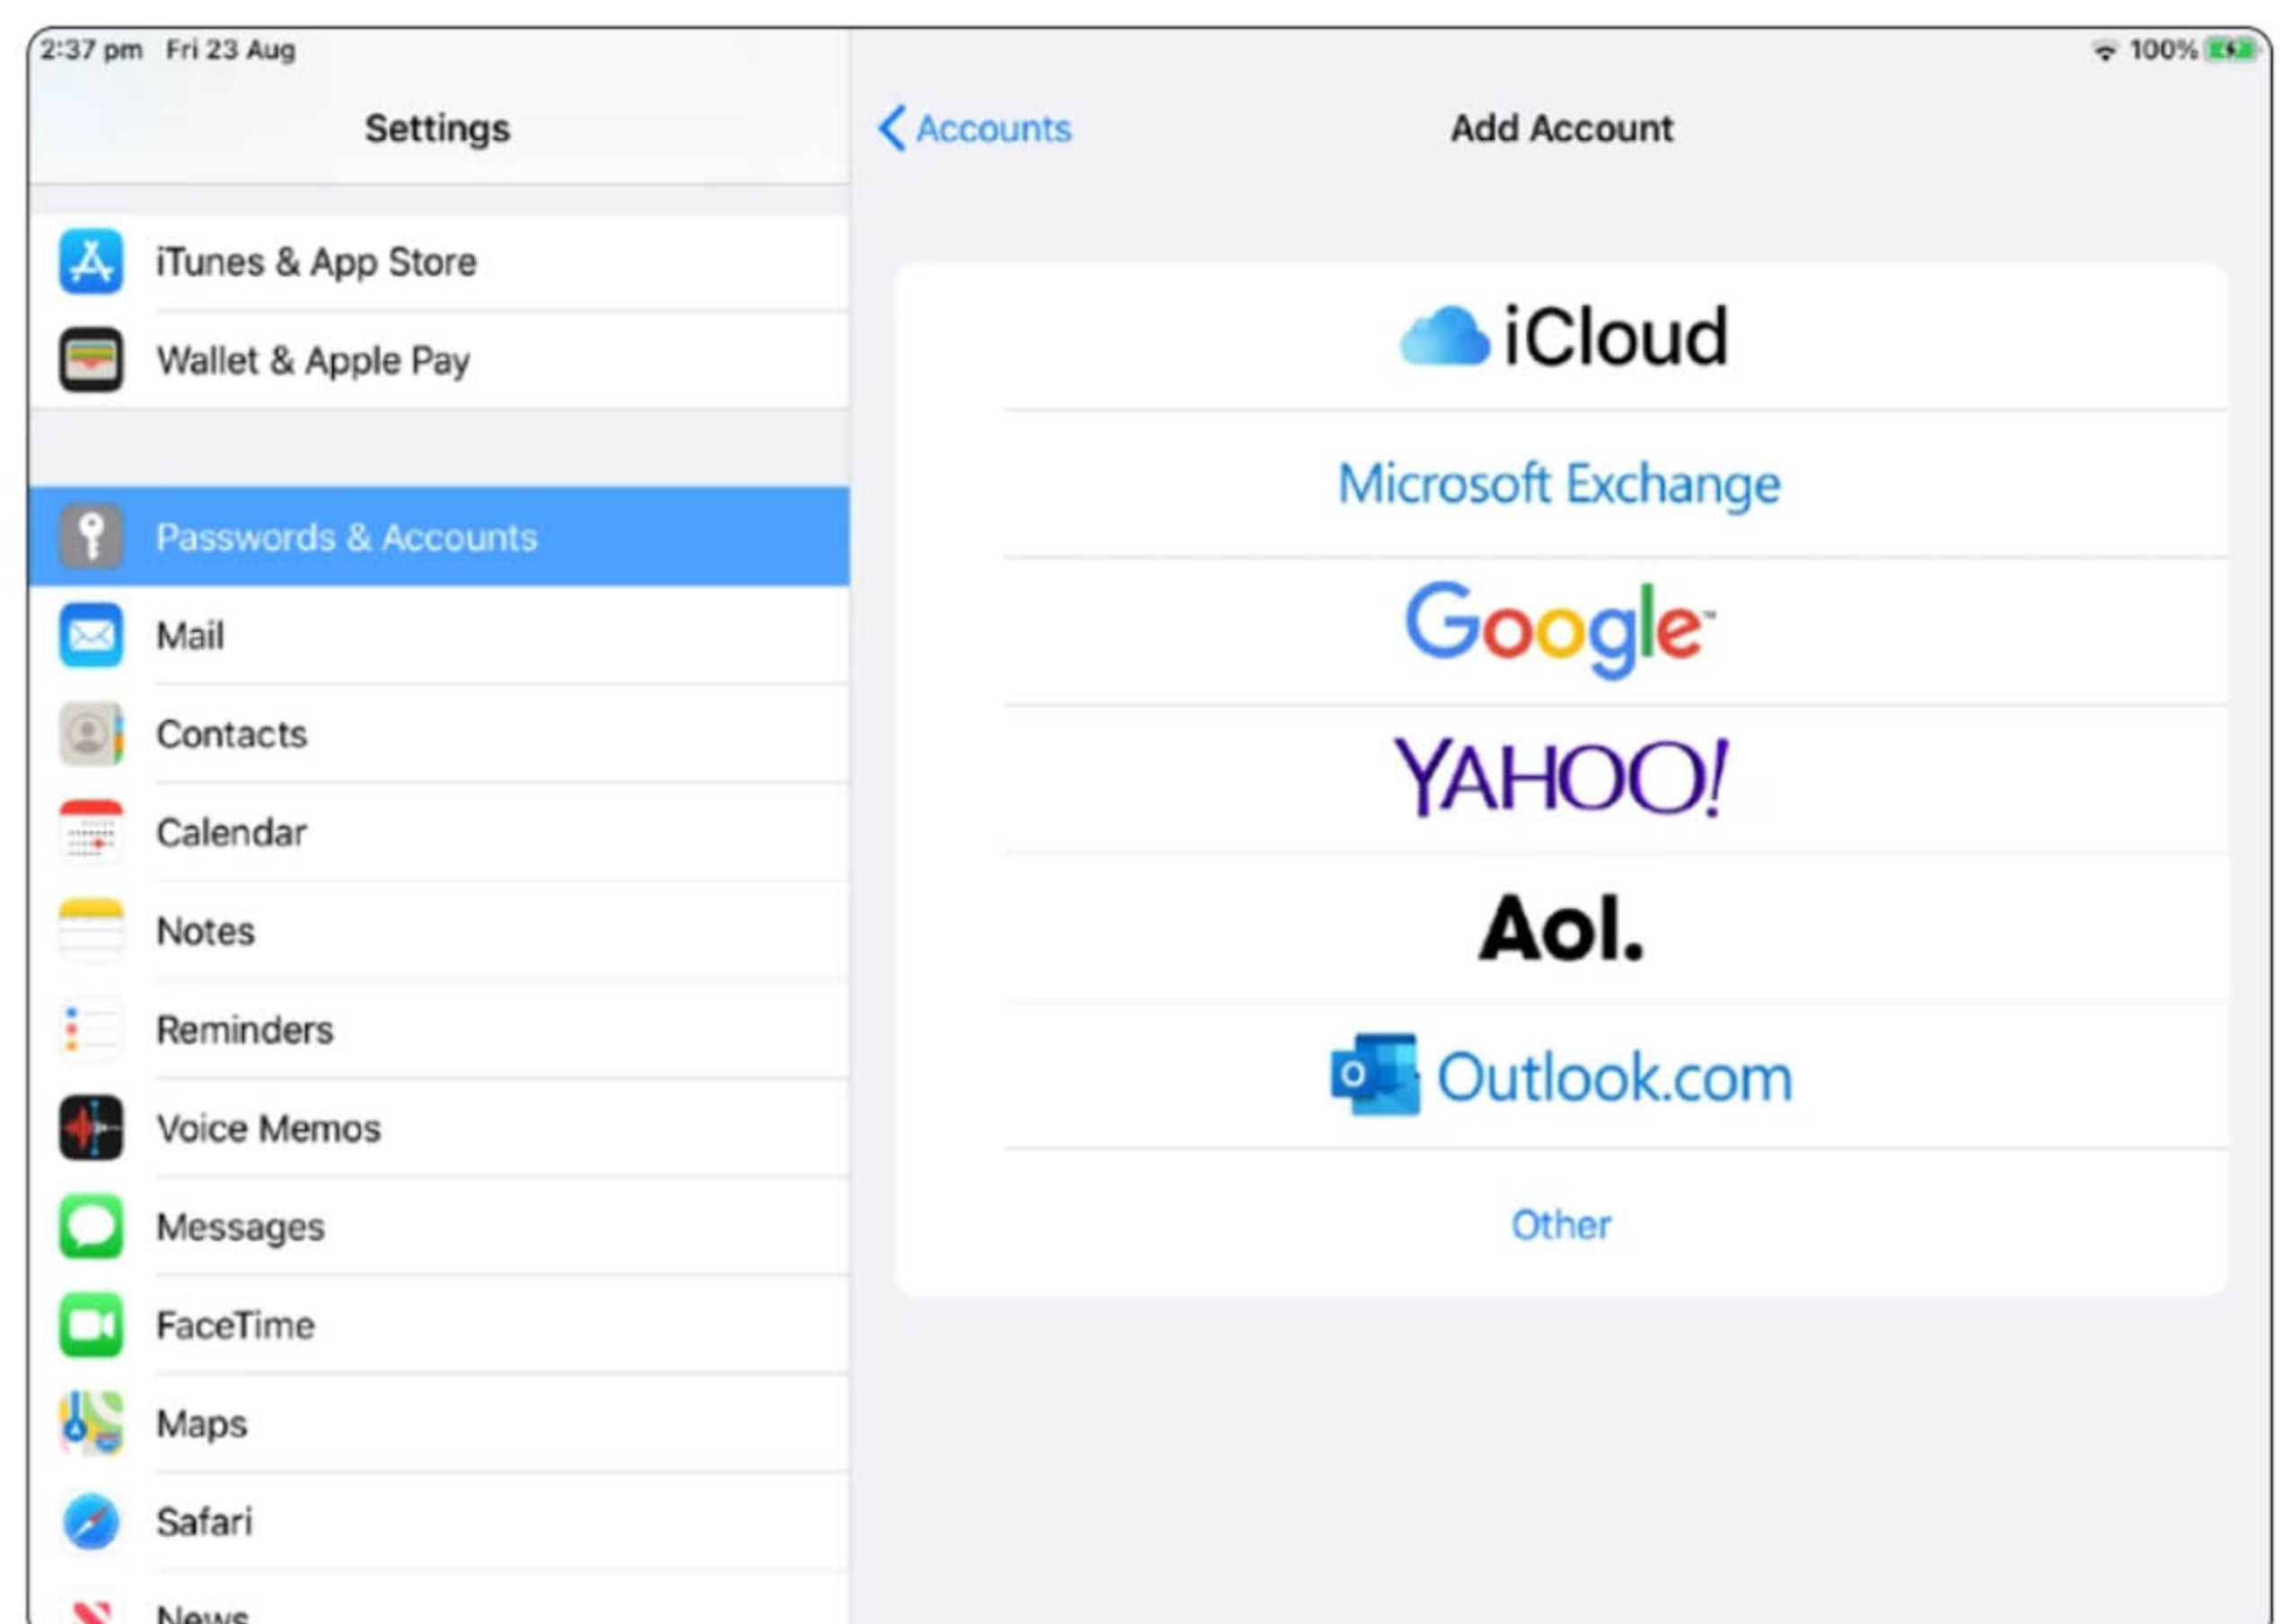 2:37 pm Fri 23 Aug
100%
Settings
iTunes & App Store
Wallet & Apple Pay
Passwords & Accounts
Mail
Contacts
Calendar
Notes
Reminders
Voice Memos
Messages
FaceTime
Maps
Safari
News
Accounts
Add Account
iCloud
Microsoft Exchange
Google™
YAHOO!
Aol.
Outlook.com
Other